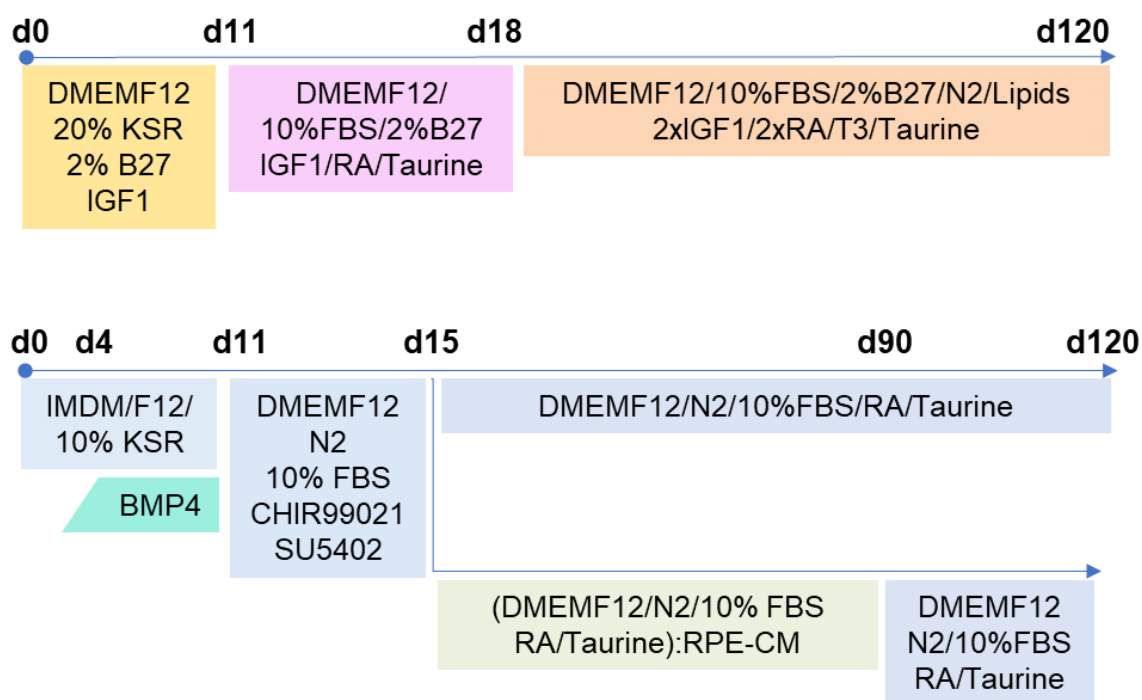 d0 d11 d18 d120
DMEMF12
20% KSR
2% B27
IGF1
DMEMF12/
10%FBS/2%B27
IGF1/RA/Taurine
DMEMF12/10%FBS/2%B27/N2/Lipids
2xIGF1/2xRA/T3/Taurine
d0 d4 d11 d15 d90 d120
IMDM/F12/
10% KSR
BMP4
DMEMF12
N2
10% FBS
CHIR99021
SU5402
DMEMF12/N2/10%FBS/RA/Taurine
(DMEMF12/N2/10% FBS
RA/Taurine):RPE-CM
DMEMF12
N2/10%FBS
RA/Taurine